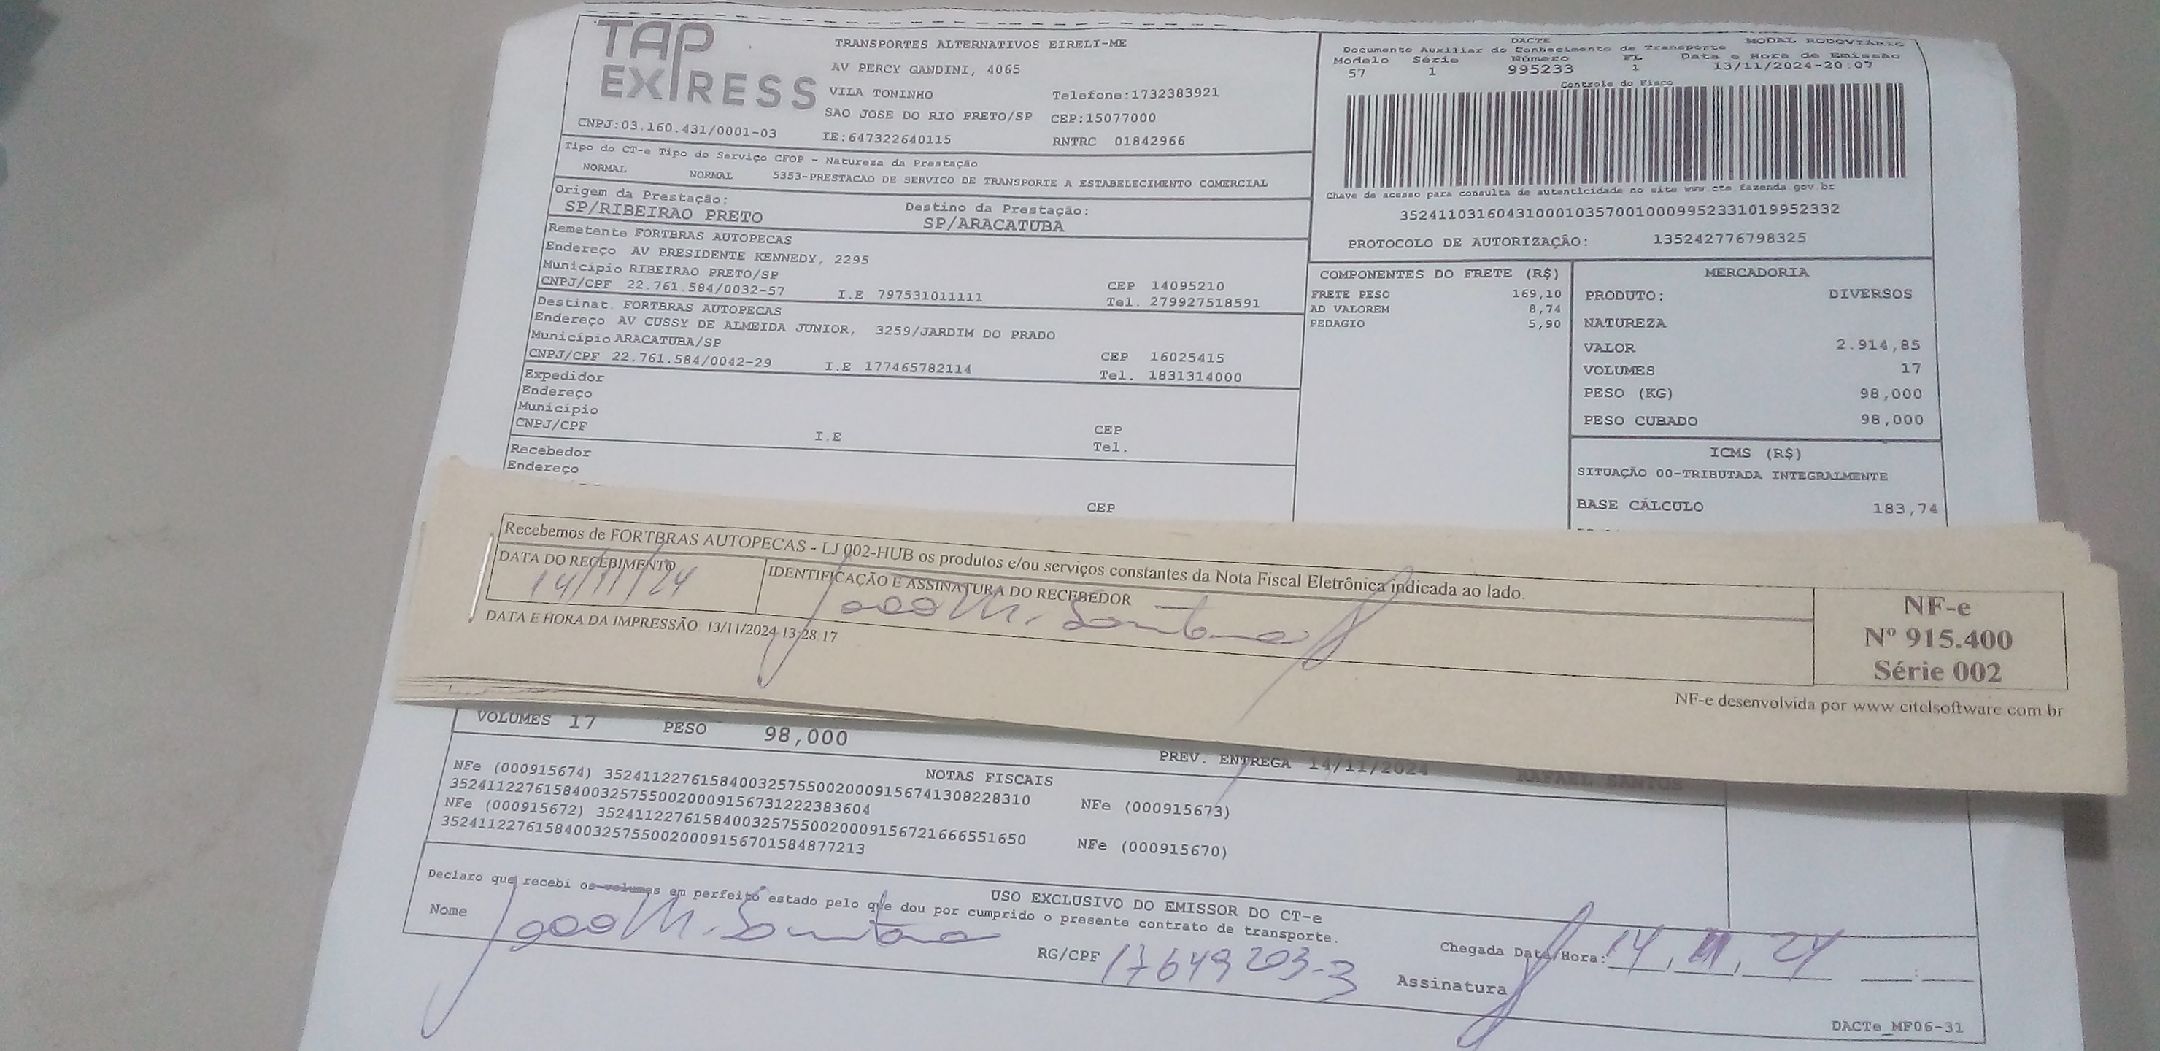 TAP EXPRESS
TRANSPORTES ALTERNATIVOS EIRELI-ME
AV PERCY GANDINI, 4065
VILA TONINHO Telefone:1732383921
SAO JOSE DO RIO PRETO/SP CEP:15077000
CNPJ:03.160.431/0001-03 IE:647322640115 RNTRC 01842966
Tipo do CT-e Tipo do Serviço CFOP - Natureza da Prestação
NORMAL NORMAL 5353-PRESTACAO DE SERVICO DE TRANSPORTE A ESTABELECIMENTO COMERCIAL
Origem da Prestação: Destino da Prestação:
SP/RIBEIRAO PRETO SP/ARACATUBA
Remetente FORTBRAS AUTOPECAS
Endereço AV PRESIDENTE KENNEDY, 2295
Município RIBEIRAO PRETO/SP CEP 14095210
CNPJ/CPF 22.761.584/0032-57 I.E 797531011111 Tel. 279927518591
Destinat. FORTBRAS AUTOPECAS
Endereço AV CUSSY DE ALMEIDA JUNIOR, 3259/JARDIM DO PRADO
Município ARACATUBA/SP CEP 16025415
CNPJ/CPF 22.761.584/0042-29 I.E 177465782114 Tel. 1831314000
Expedidor
Endereço
Município CEP
CNPJ/CPF I.E Tel.
Recebedor
Endereço
CEP
DACTE MODAL RODOVIÁRIO
Documento Auxiliar do Conhecimento de Transporte
Modelo Série Número FL Data e Hora de Emissão
57 1 995233 1 13/11/2024-20:07
Controle do Fisco
Chave de acesso para consulta de autenticidade no site www cte fazenda.gov.br
35241103160431000103570010009952331019952332
PROTOCOLO DE AUTORIZAÇÃO: 135242776798325
COMPONENTES DO FRETE (R$)
FRETE PESO 169,10
AD VALOREM 8,74
PEDAGIO 5,90
MERCADORIA
PRODUTO: DIVERSOS
NATUREZA
VALOR 2.914,85
VOLUMES 17
PESO (KG) 98,000
PESO CUBADO 98,000
ICMS (R$)
SITUAÇÃO 00-TRIBUTADA INTEGRALMENTE
BASE CÁLCULO 183,74
Recebemos de FORTBRAS AUTOPECAS - LJ 002-HUB os produtos e/ou serviços constantes da Nota Fiscal Eletrônica indicada ao lado.
DATA DO RECEBIMENTO IDENTIFICAÇÃO E ASSINATURA DO RECEBEDOR
14/11/24
DATA E HORA DA IMPRESSÃO 13/11/2024 13:28:17
NF-e
Nº 915.400
Série 002
NF-e desenvolvida por www citelsoftware com br
VOLUMES 17 PESO 98,000 PREV. ENTREGA 14/11/2024 RAFAEL SANTOS
NOTAS FISCAIS
NFe (000915674) 35241122761584003257550020009156741308228310 NFe (000915673)
35241122761584003257550020009156731222383604
NFe (000915672) 35241122761584003257550020009156721666551650 NFe (000915670)
35241122761584003257550020009156701584877213
USO EXCLUSIVO DO EMISSOR DO CT-e
Declaro que recebi os volumes em perfeito estado pelo que dou por cumprido o presente contrato de transporte.
Nome RG/CPF 17649203-3 Chegada Data/Hora: 14, 11, 24
Assinatura
DACTe_MF06-31